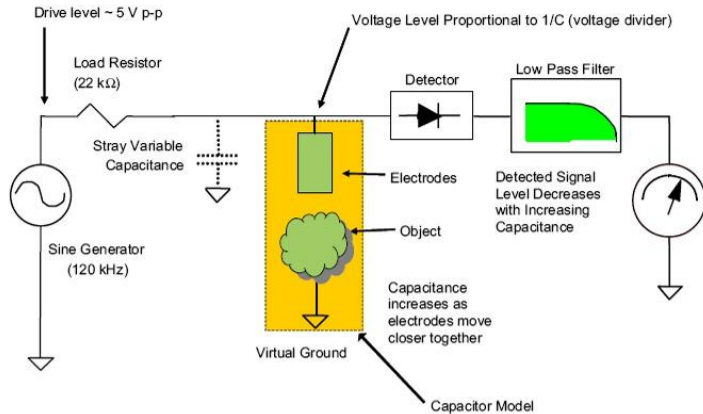 Drive level ~ 5 V p-p
Voltage Level Proportional to 1/C (voltage divider)
Load Resistor
(22 kΩ)
Detector
Low Pass Filter
Stray Variable
Capacitance
Electrodes
Detected Signal
Level Decreases
with Increasing
Capacitance
Object
Sine Generator
(120 kHz)
Capacitance
increases as
electrodes move
closer together
Virtual Ground
Capacitor Model